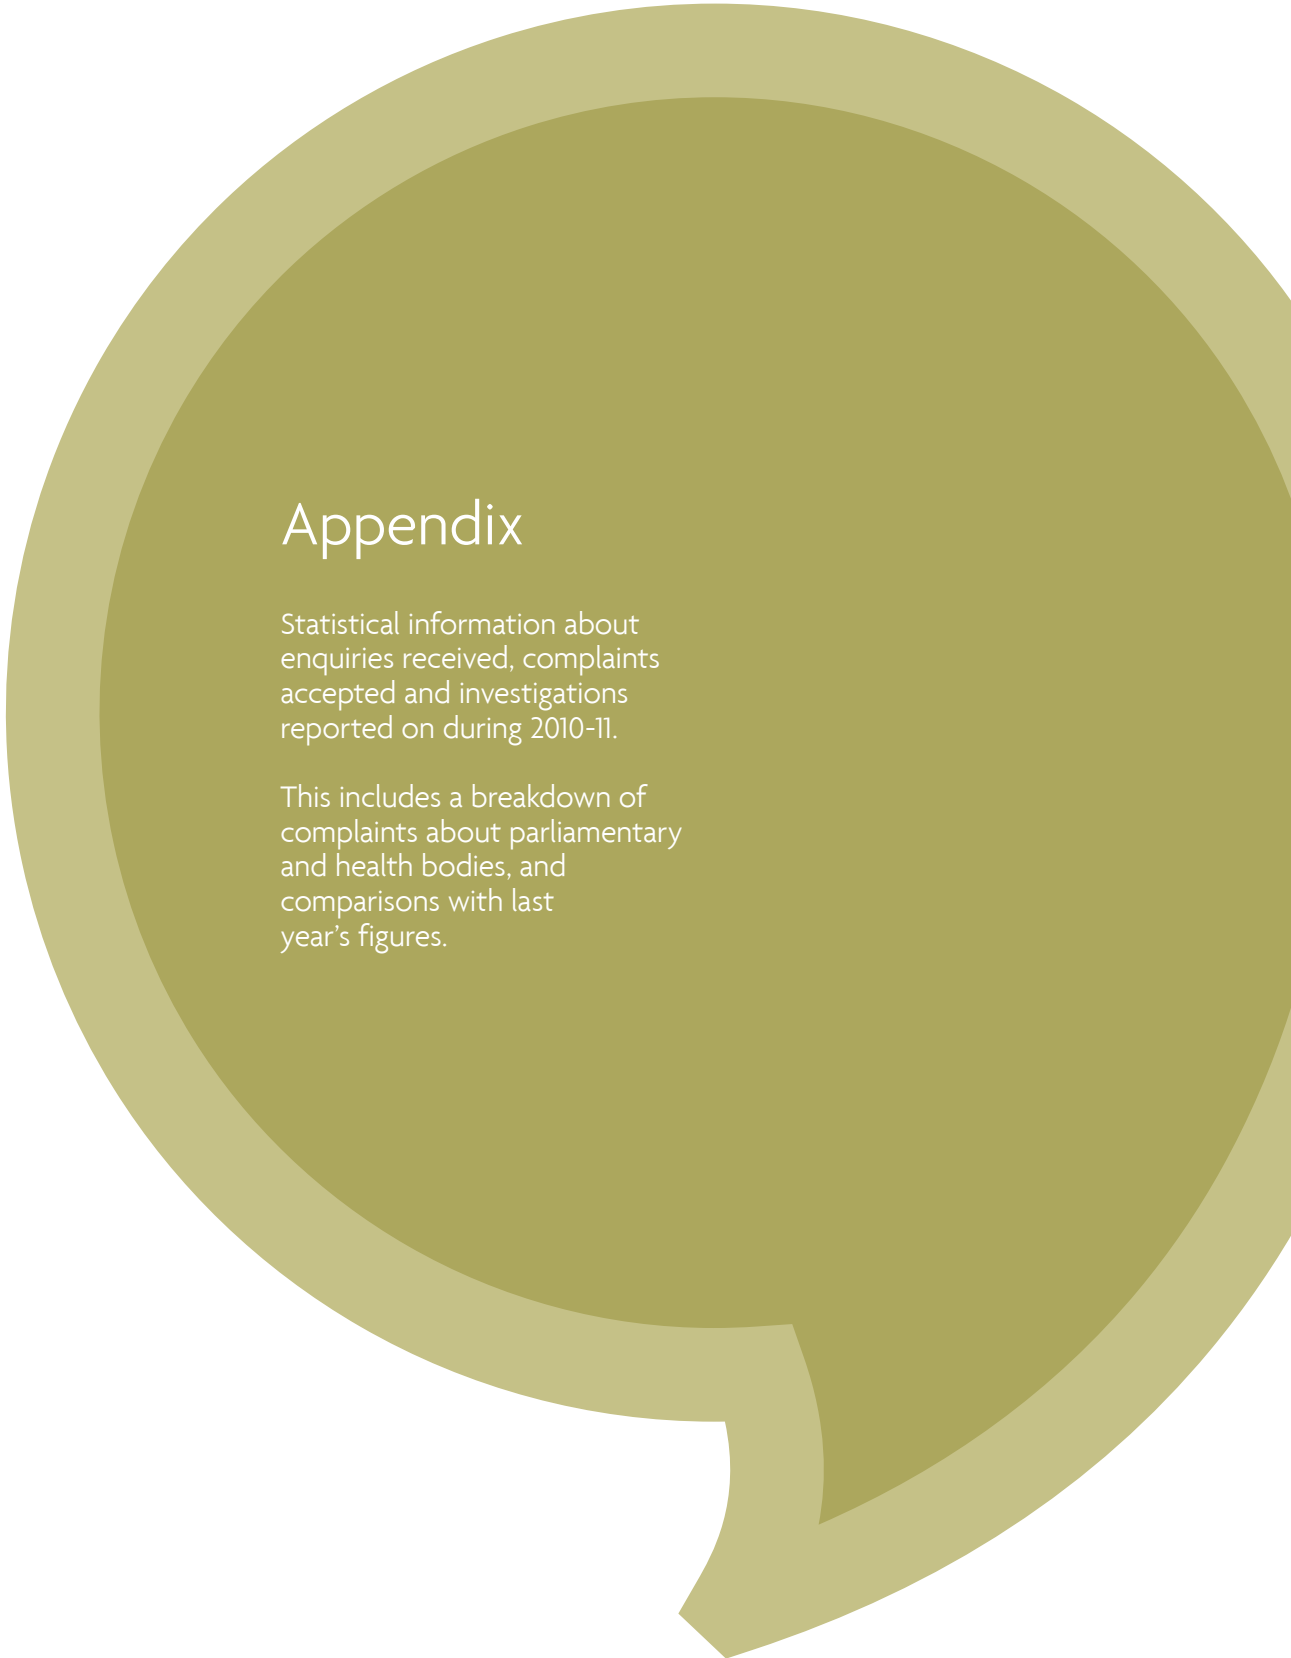 Appendix
Statistical information about
enquiries received, complaints
accepted and investigations
reported on during 2010-11.
This includes a breakdown of
complaints about parliamentary
and health bodies, and
comparisons with last
year’s figures.